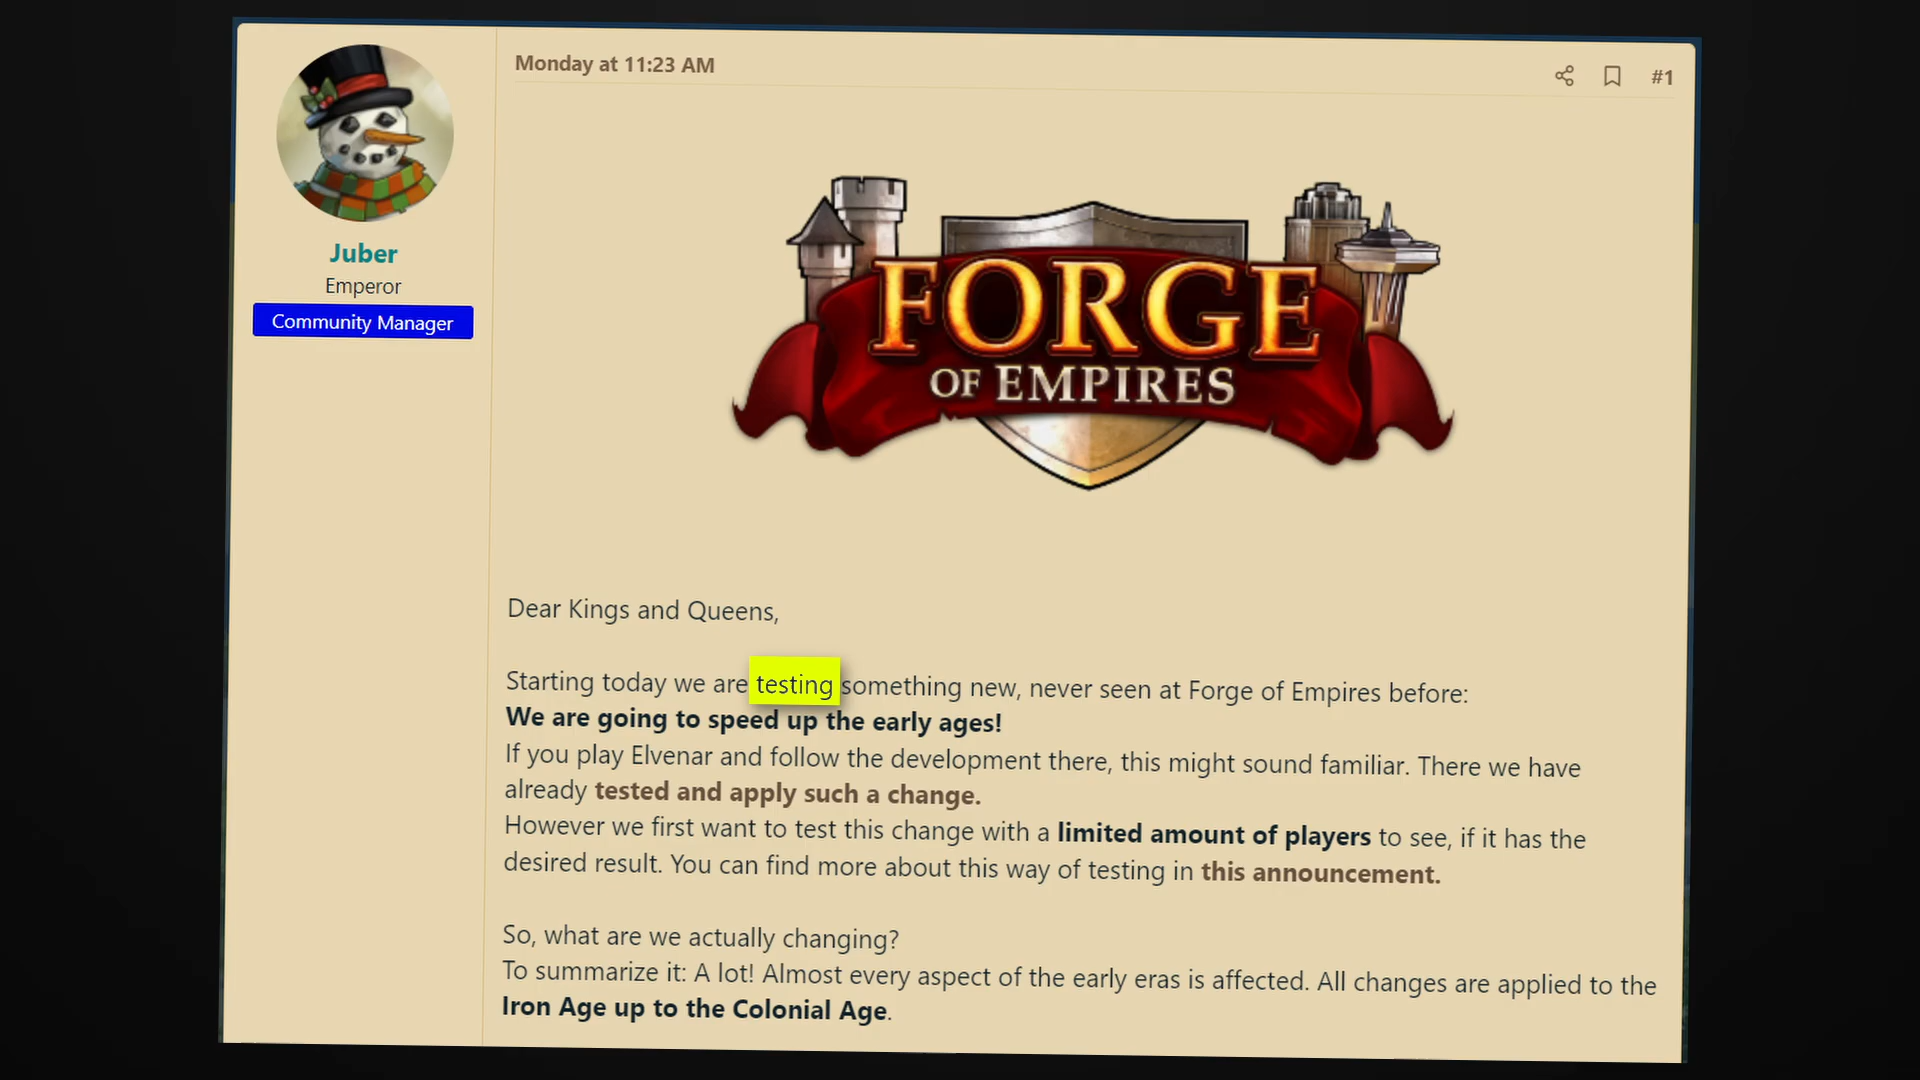 Monday at 11:23 AM
#1
Juber
Emperor
Community Manager
FORGE
OF EMPIRES
Dear Kings and Queens,
Starting today we are testing something new, never seen at Forge of Empires before:
We are going to speed up the early ages!
If you play Elvenar and follow the development there, this might sound familiar. There we have
already tested and apply such a change.
However we first want to test this change with a limited amount of players to see, if it has the
desired result. You can find more about this way of testing in this announcement.
So, what are we actually changing?
To summarize it: A lot! Almost every aspect of the early eras is affected. All changes are applied to the
Iron Age up to the Colonial Age.